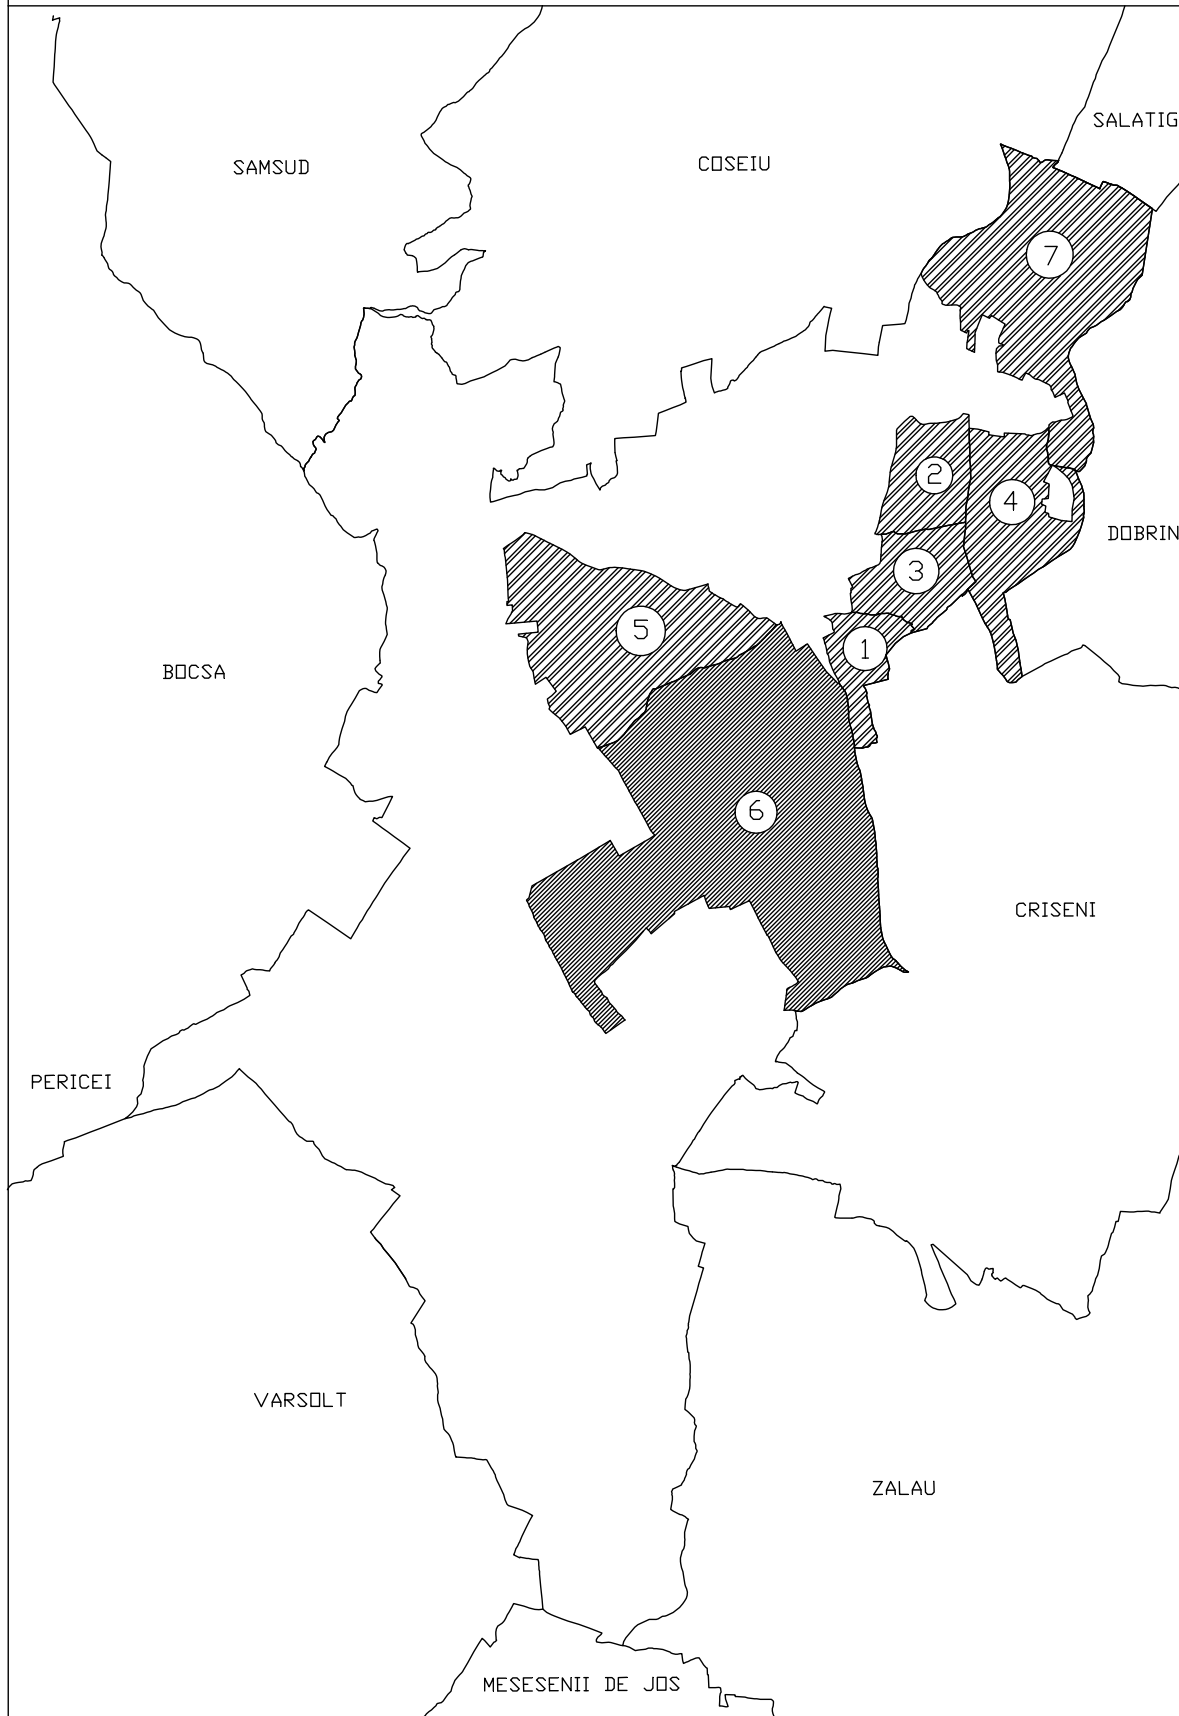 SALATIG
SAMSUD
COSEIU
7
2
4
DOBRIN
3
5
1
BOCSA
6
CRISENI
PERICEI
VARSOLT
ZALAU
MESESENII DE JOS